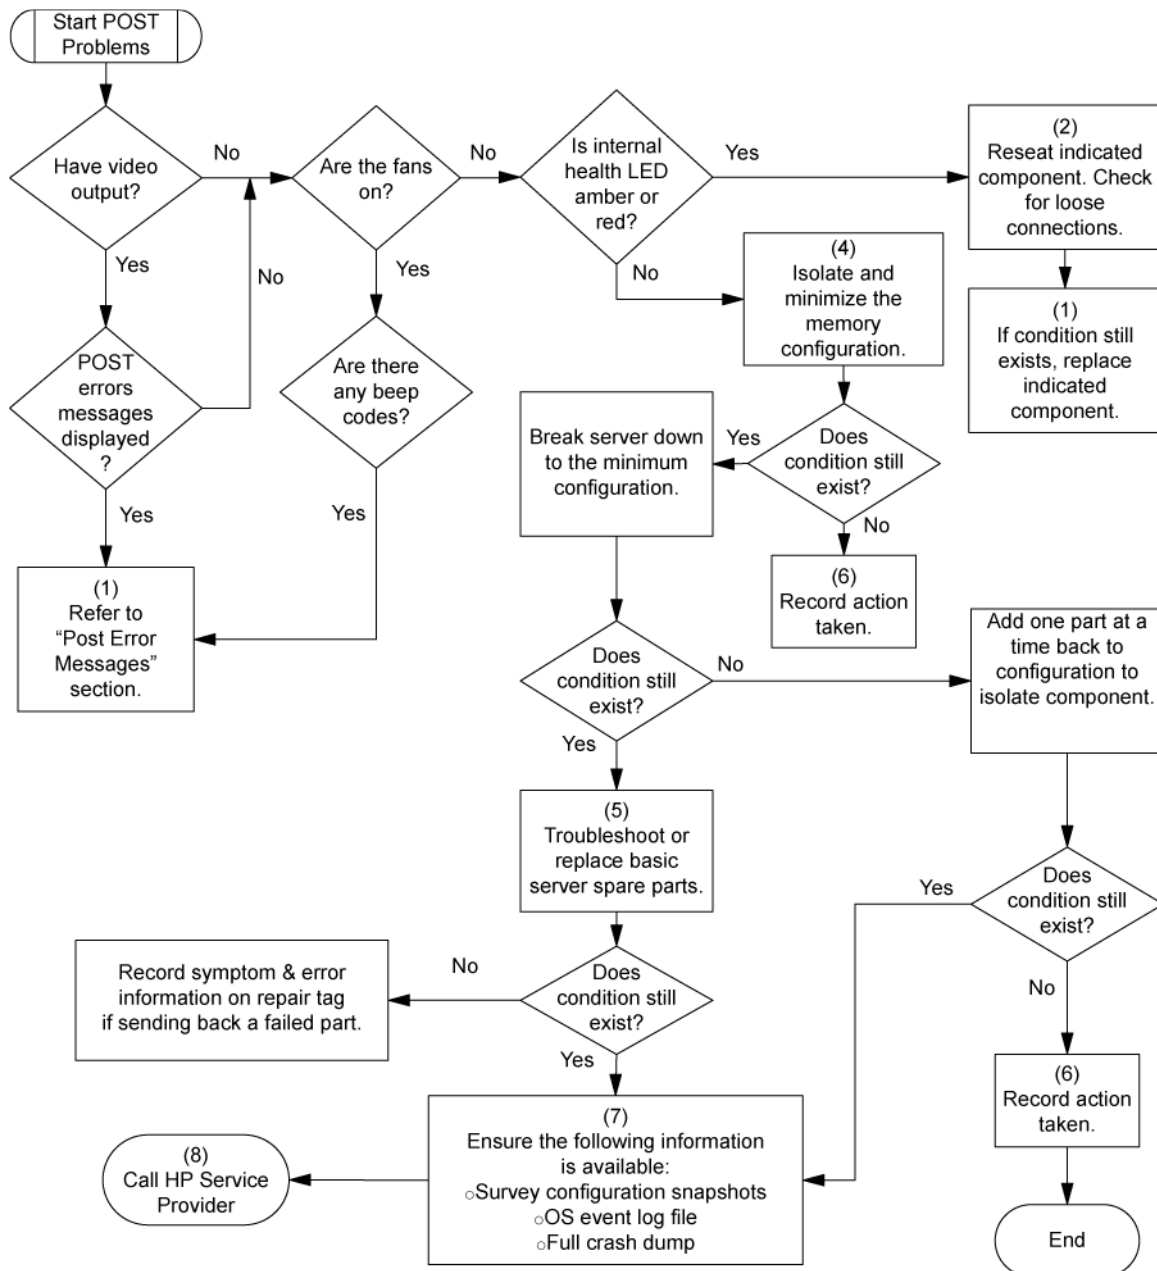 Start POST
Problems
Have video
output?
No
Yes
POST
errors
messages
displayed
?
No
Yes
(1)
Refer to
“Post Error
Messages”
section.
Are the fans
on?
No
Yes
Are there
any beep
codes?
Yes
Is internal
health LED
amber or
red?
Yes
No
(2)
Reseat indicated
component. Check
for loose
connections.
(1)
If condition still
exists, replace
indicated
component.
(4)
Isolate and
minimize the
memory
configuration.
Does
condition still
exist?
Yes
No
(6)
Record action
taken.
Break server down
to the minimum
configuration.
Does
condition still
exist?
No
Yes
Add one part at a
time back to
configuration to
isolate component.
Does
condition still
exist?
Yes
No
(6)
Record action
taken.
End
(5)
Troubleshoot or
replace basic
server spare parts.
Does
condition still
exist?
No
Yes
Record symptom & error
information on repair tag
if sending back a failed part.
(7)
Ensure the following information
is available:
○Survey configuration snapshots
○OS event log file
○Full crash dump
(8)
Call HP Service
Provider